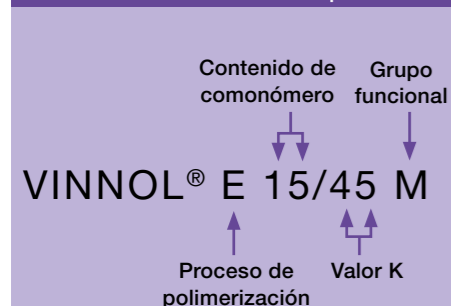 Contenido de Grupo
comonómero funcional
VINNOL® E 15/45 M
Proceso de Valor K
polimerización